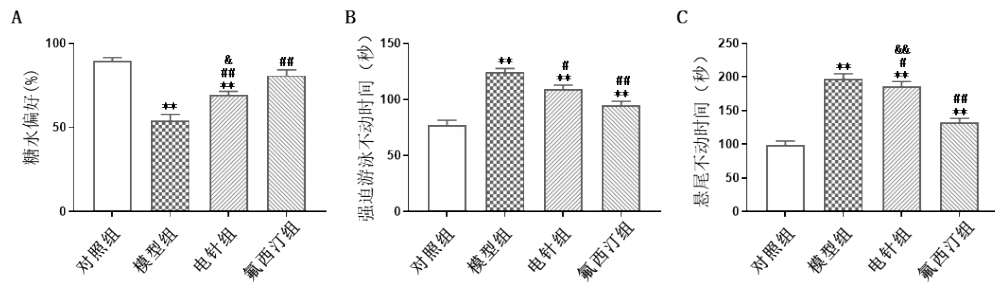 A
糖水偏好(%)
100
50
0
**
&
##
**
##
对照组
模型组
电针组
氟西汀组
B
强迫游泳不动时间（秒）
150
100
50
0
**
#
**
##
**
对照组
模型组
电针组
氟西汀组
C
悬尾不动时间（秒）
250
200
150
100
50
0
**
&&
#
**
##
**
对照组
模型组
电针组
氟西汀组